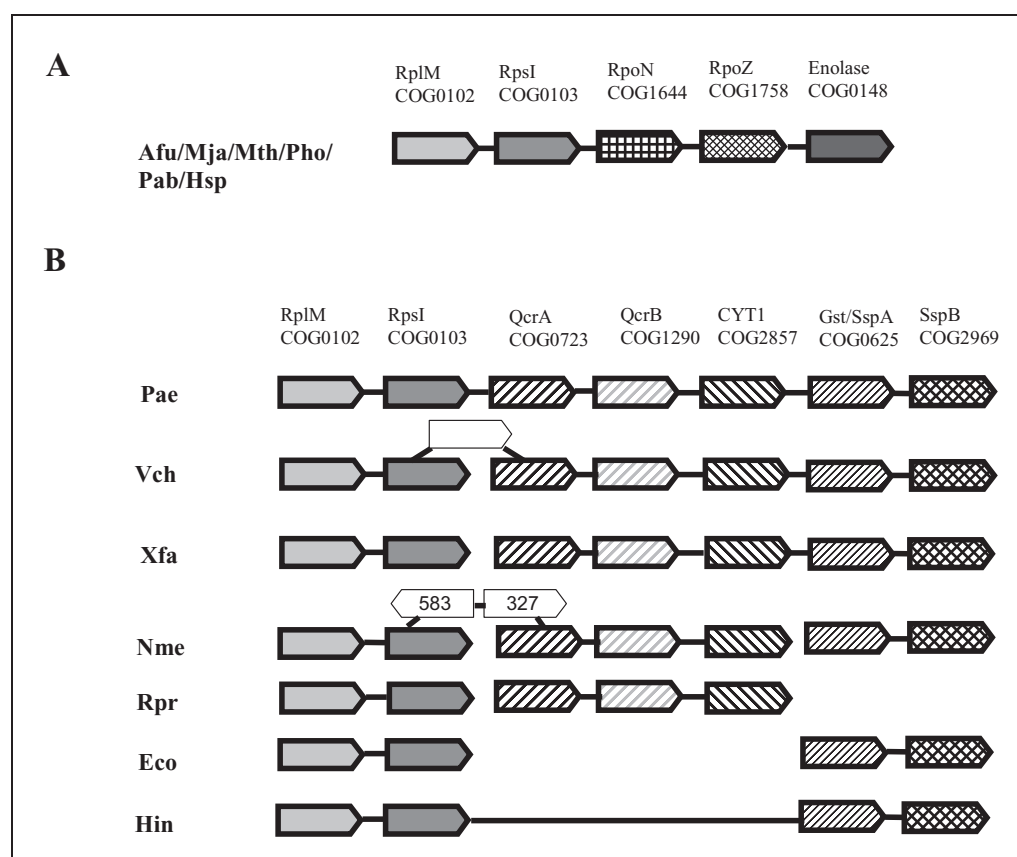 A
RplM RpsI RpoN RpoZ Enolase
COG0102 COG0103 COG1644 COG1758 COG0148
Afu/Mja/Mth/Pho/
Pab/Hsp
B
RplM RpsI QcrA QcrB CYT1 Gst/SspA SspB
COG0102 COG0103 COG0723 COG1290 COG2857 COG0625 COG2969
Pae
Vch
Xfa
583 327
Nme
Rpr
Eco
Hin